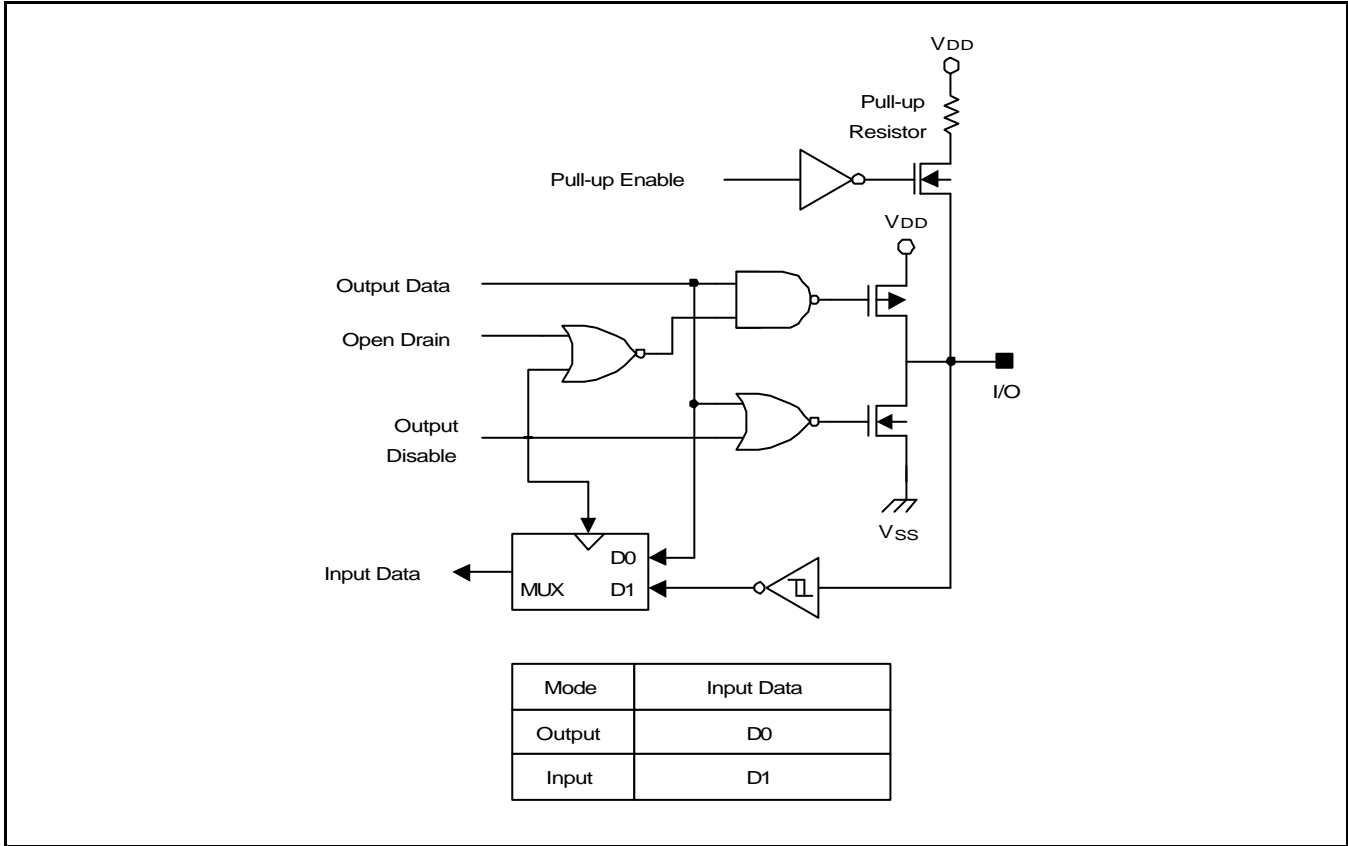 VDD
Pull-up
Resistor
Pull-up Enable
VDD
Output Data
Open Drain
I/O
Output
Disable
VSS
D0
Input Data
MUX
D1
Mode
Input Data
Output
D0
Input
D1